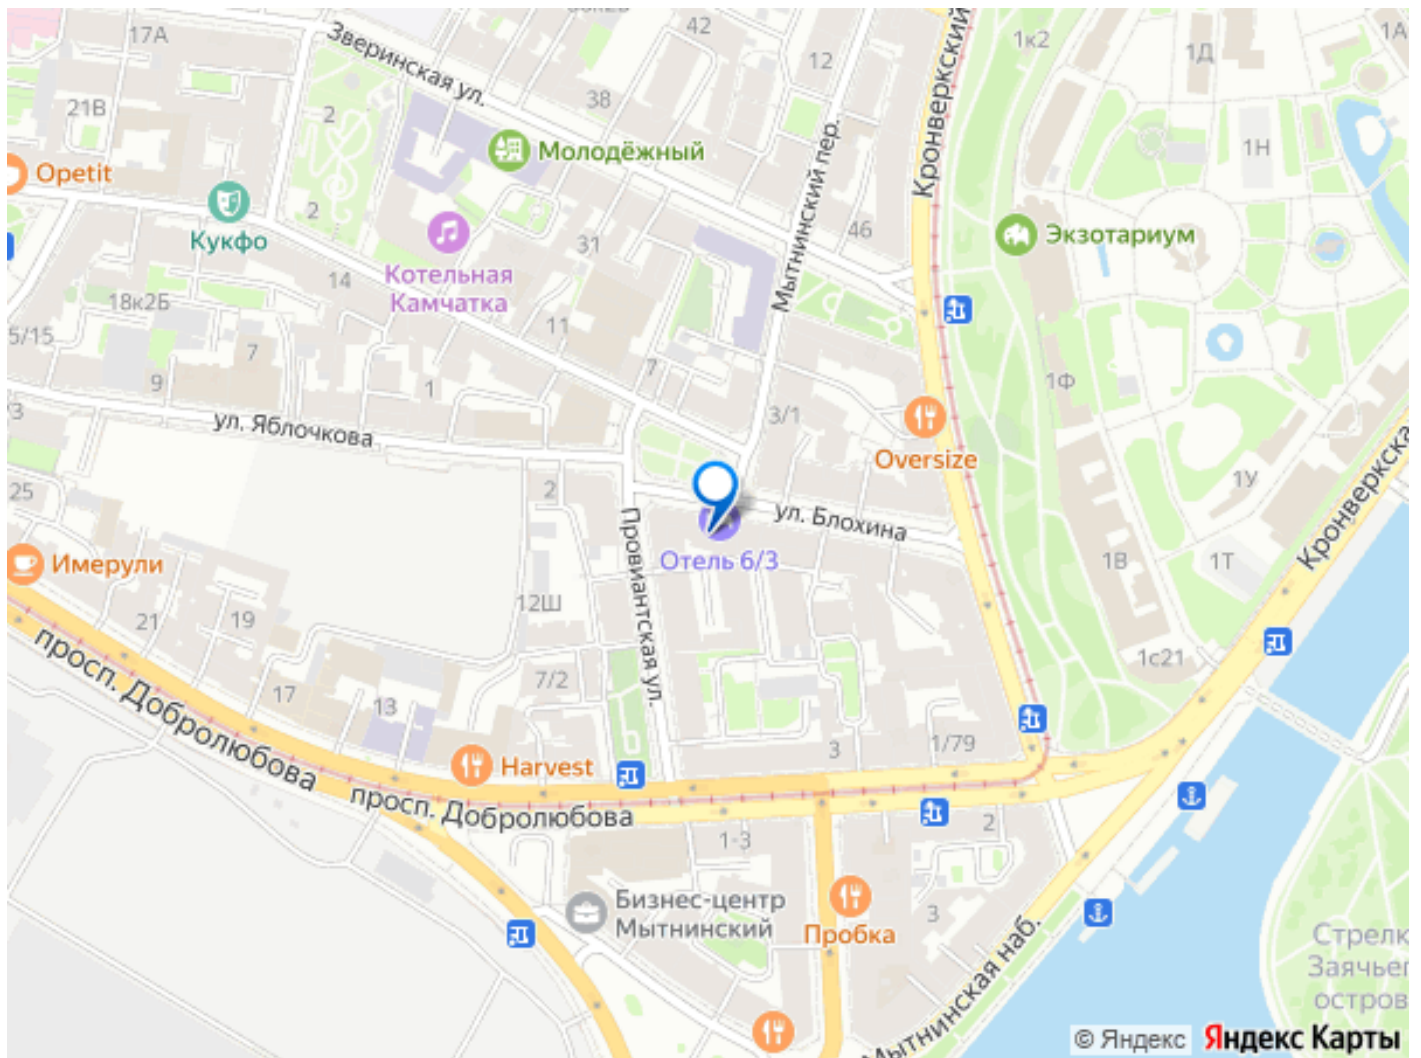 17А
42
12
1к2
1Д
1А
Зверинская ул.
Кронверкский
21В
2
38
Молодёжный
1Н
Opetit
Мытнинский пер.
Кукфо
2
Котельная
Камчатка
31
46
Экзотариум
14
18к2Б
5/15
7
11
9
1
7
1Ф
ул. Яблочкова
3/1
Oversize
25
2
1У
Кронверкска
ул. Блохина
Провиантская ул.
Отель 6/3
Имерули
12Ш
1В
1Т
21
19
просп. Добролюбова
17
13
7/2
1с21
Harvest
3
1/79
просп. Добролюбова
1-3
2
Бизнес-центр
Мытнинский
Пробка
3
Мытнинская наб.
Стрелк
Заячьег
остров
© Яндекс
Яндекс Карты